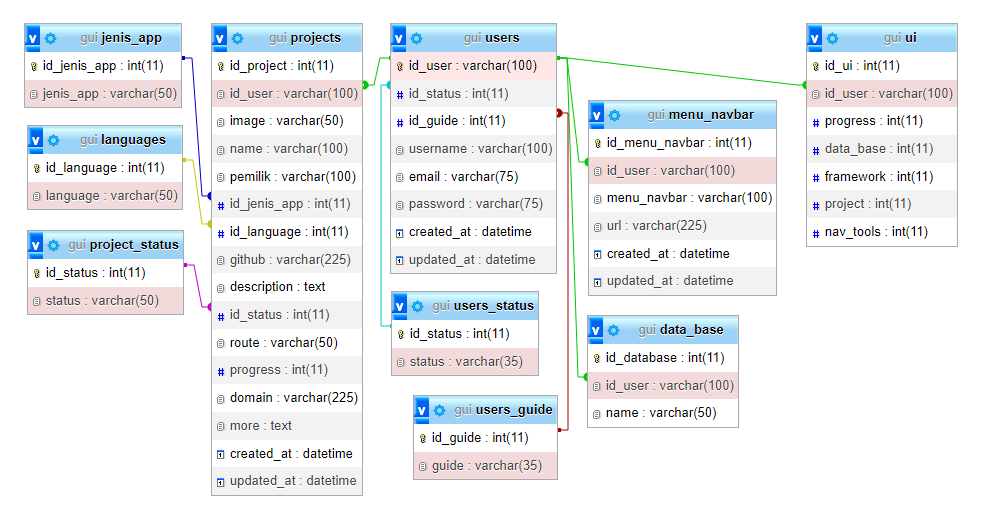 gui jenis_app
id_jenis_app : int(11)
jenis_app : varchar(50)
gui languages
id_language : int(11)
language : varchar(50)
gui project_status
id_status : int(11)
status : varchar(50)
gui projects
id_project : int(11)
id_user : varchar(100)
image : varchar(50)
name : varchar(100)
pemilik : varchar(100)
# id_jenis_app : int(11)
# id_language : int(11)
github : varchar(225)
description : text
# id_status : int(11)
route : varchar(50)
# progress : int(11)
domain : varchar(225)
more : text
created_at : datetime
updated_at : datetime
gui users
id_user : varchar(100)
# id_status : int(11)
# id_guide : int(11)
username : varchar(100)
email : varchar(75)
password : varchar(75)
created_at : datetime
updated_at : datetime
gui users_status
id_status : int(11)
status : varchar(35)
gui users_guide
id_guide : int(11)
guide : varchar(35)
gui menu_navbar
id_menu_navbar : int(11)
id_user : varchar(100)
menu_navbar : varchar(100)
url : varchar(225)
created_at : datetime
updated_at : datetime
gui data_base
id_database : int(11)
id_user : varchar(100)
name : varchar(50)
gui ui
id_ui : int(11)
id_user : varchar(100)
# progress : int(11)
# data_base : int(11)
# framework : int(11)
# project : int(11)
# nav_tools : int(11)